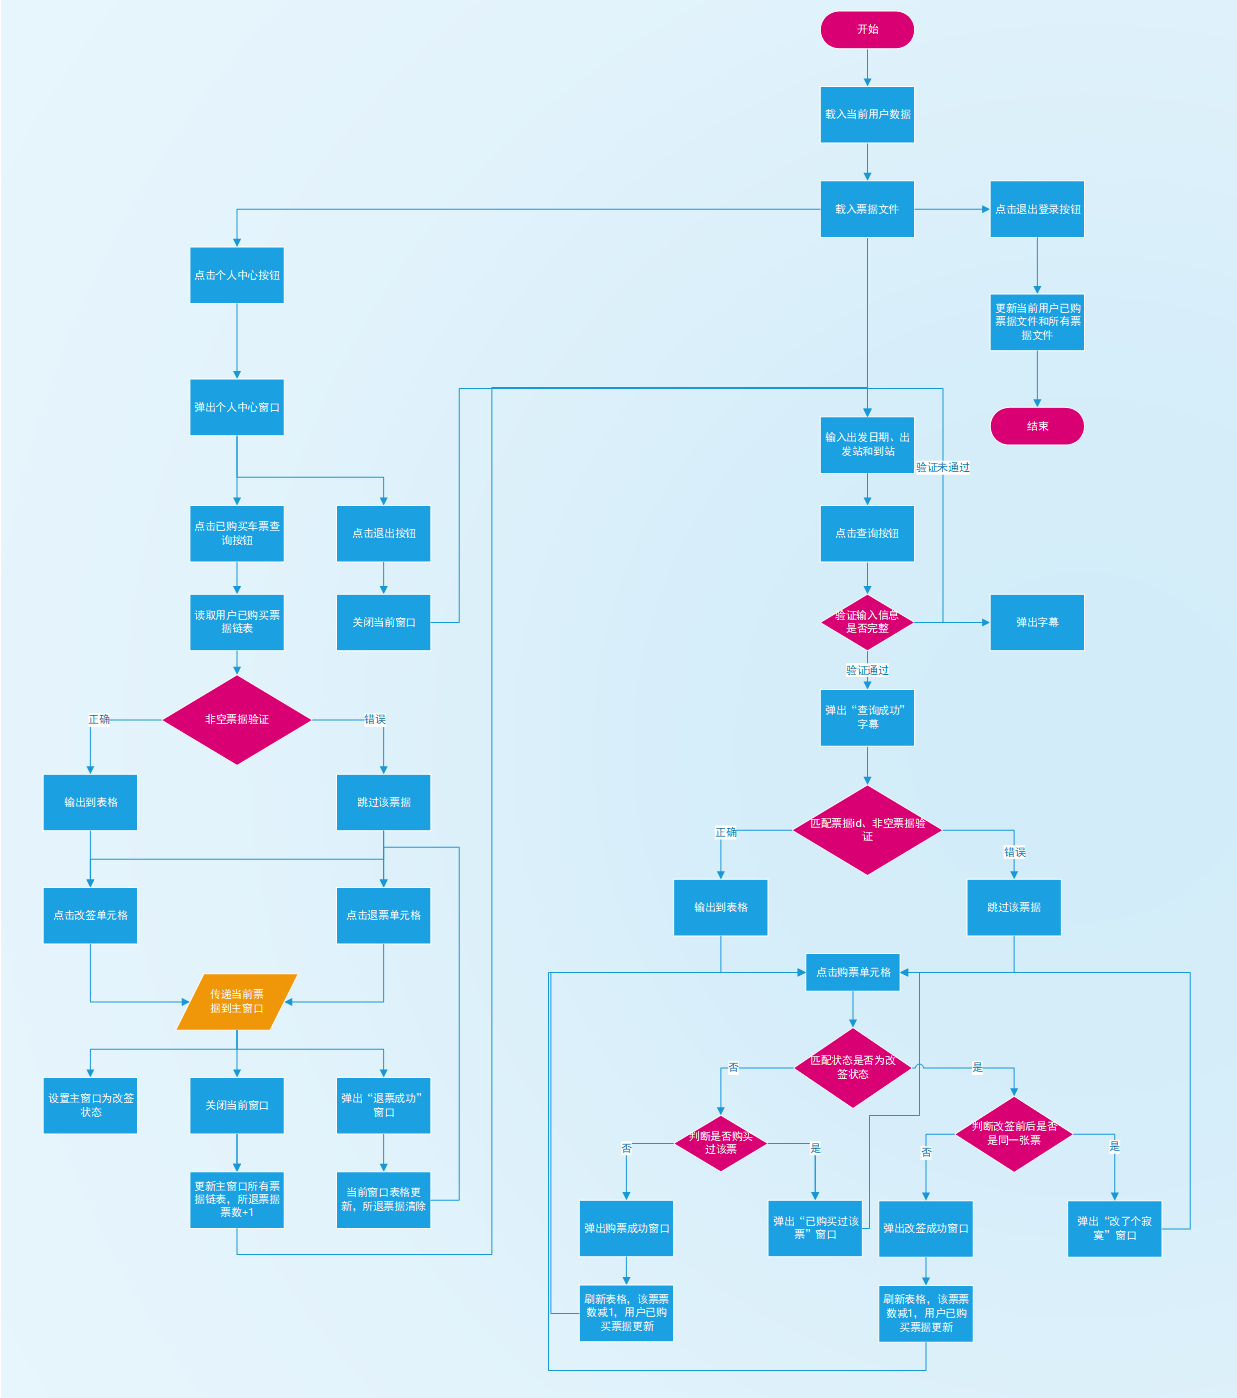 开始
载入当前用户数据
载入票据文件
点击退出登录按钮
点击个人中心按钮
更新当前用户已购
票据文件和所有票
据文件
弹出个人中心窗口
结束
输入出发日期、出
发站和到站
验证未通过
点击已购买车票查
询按钮
点击退出按钮
点击查询按钮
读取用户已购买票
据链表
关闭当前窗口
验证输入信息
是否完整
弹出字幕
验证通过
弹出“查询成功”
字幕
正确
非空票据验证
错误
输出到表格
跳过该票据
正确
匹配票据id、非空票据验
证
错误
点击改签单元格
点击退票单元格
输出到表格
跳过该票据
点击购票单元格
传递当前票
据到主窗口
匹配状态是否为改
签状态
否
是
设置主窗口为改签
状态
关闭当前窗口
弹出“退票成功”
窗口
判断是否购买
过该票
否
是
判断改签前后是否
是同一张票
否
是
更新主窗口所有票
据链表，所退票据
票数+1
当前窗口表格更
新，所退票据清除
弹出购票成功窗口
弹出“已购买过该
票”窗口
弹出改签成功窗口
弹出“改了个寂
寞”窗口
刷新表格，该票票
数减1，用户已购
买票据更新
刷新表格，该票票
数减1，用户已购
买票据更新